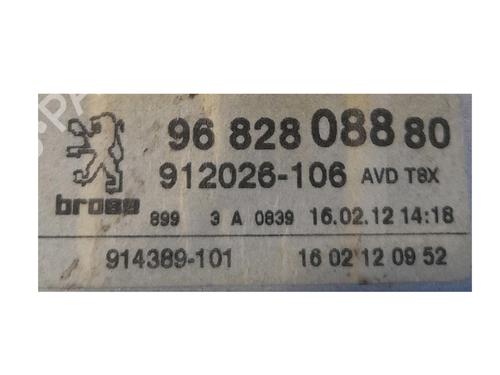 96 828 088 80
912026-106 AVD T8X
brose 899 3 A 0839 16.02.12 14:18
914389-101 16 02 12 09 52